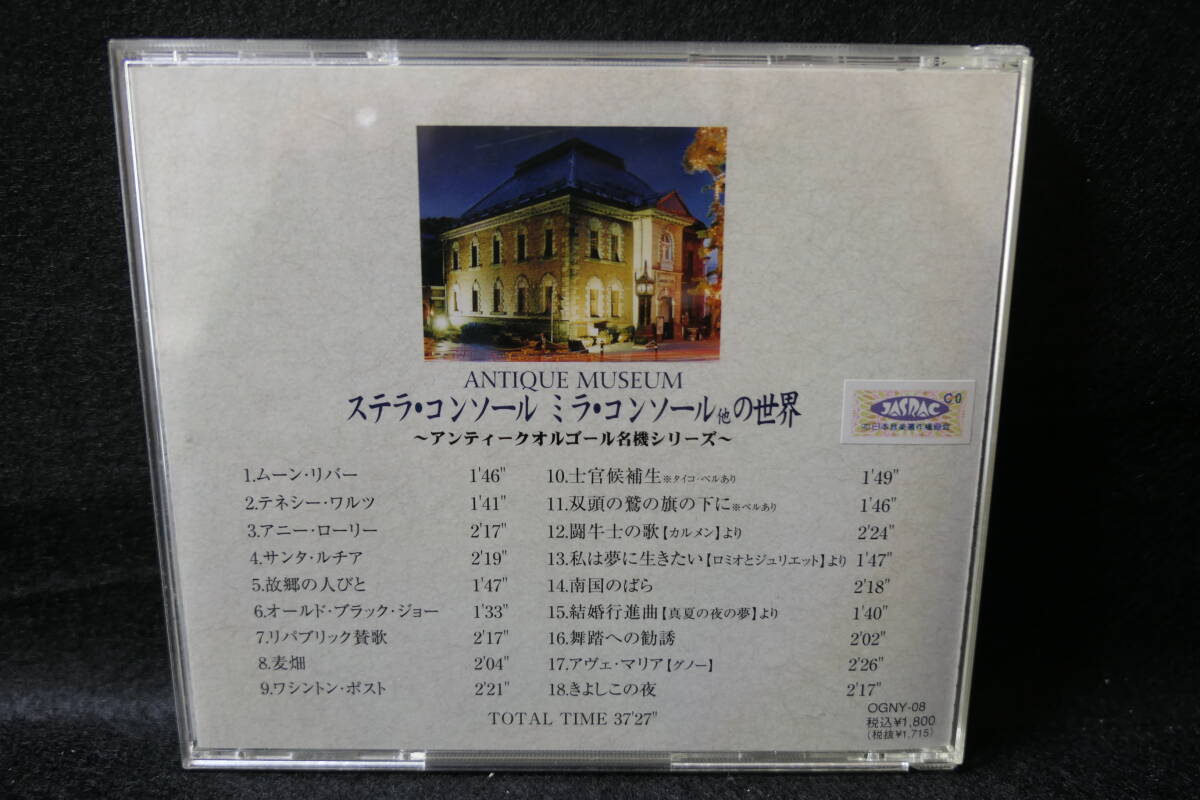 ANTIQUE MUSEUM
ステラ・コンソール ミラ・コンソール他の世界
～アンティークオルゴール名機シリーズ～
JASRAC
1.ムーン・リバー 1'46"
2.テネシー・ワルツ 1'41"
3.アニー・ローリー 2'17"
4.サンタ・ルチア 2'19"
5.故郷の人びと 1'47"
6.オールド・ブラック・ジョー 1'33"
7.リパブリック賛歌 2'17"
8.麦畑 2'04"
9.ワシントン・ポスト 2'21"
10.士官候補生※タイコ・ベルあり 1'49"
11.双頭の鷲の旗の下に※ベルあり 1'46"
12.闘牛士の歌【カルメン】より 2'24"
13.私は夢に生きたい【ロミオとジュリエット】より 1'47"
14.南国のばら 2'18"
15.結婚行進曲【真夏の夜の夢】より 1'40"
16.舞踏への勧誘 2'02"
17.アヴェ・マリア【グノー】 2'26"
18.きよしこの夜 2'17"
TOTAL TIME 37'27"
OGNY-08
税込¥1,800
(税抜¥1,715)